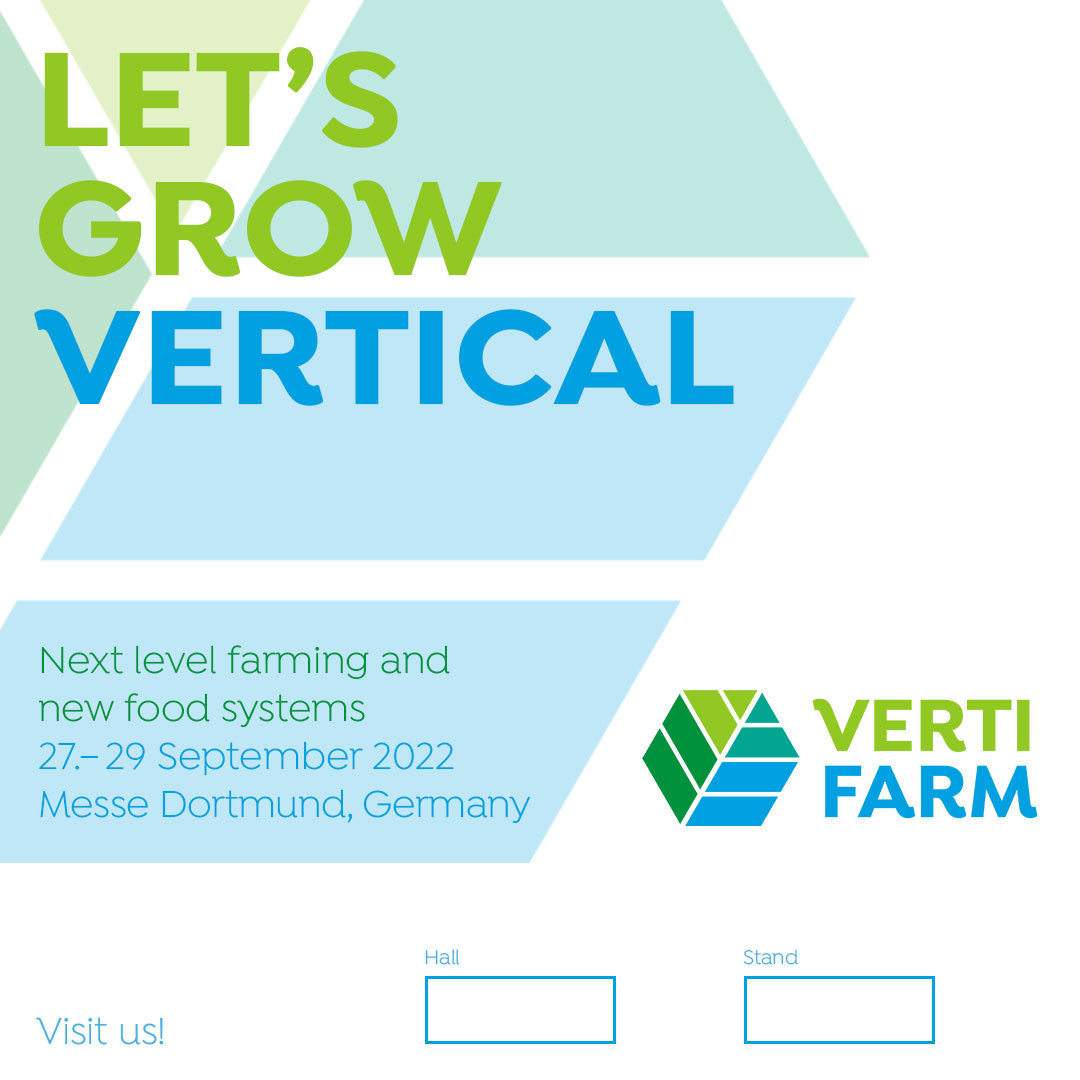 LET'S
GROW
VERTICAL
Next level farming and
new food systems
27.–29 September 2022
Messe Dortmund, Germany
VERTI
FARM
Hall
Stand
Visit us!